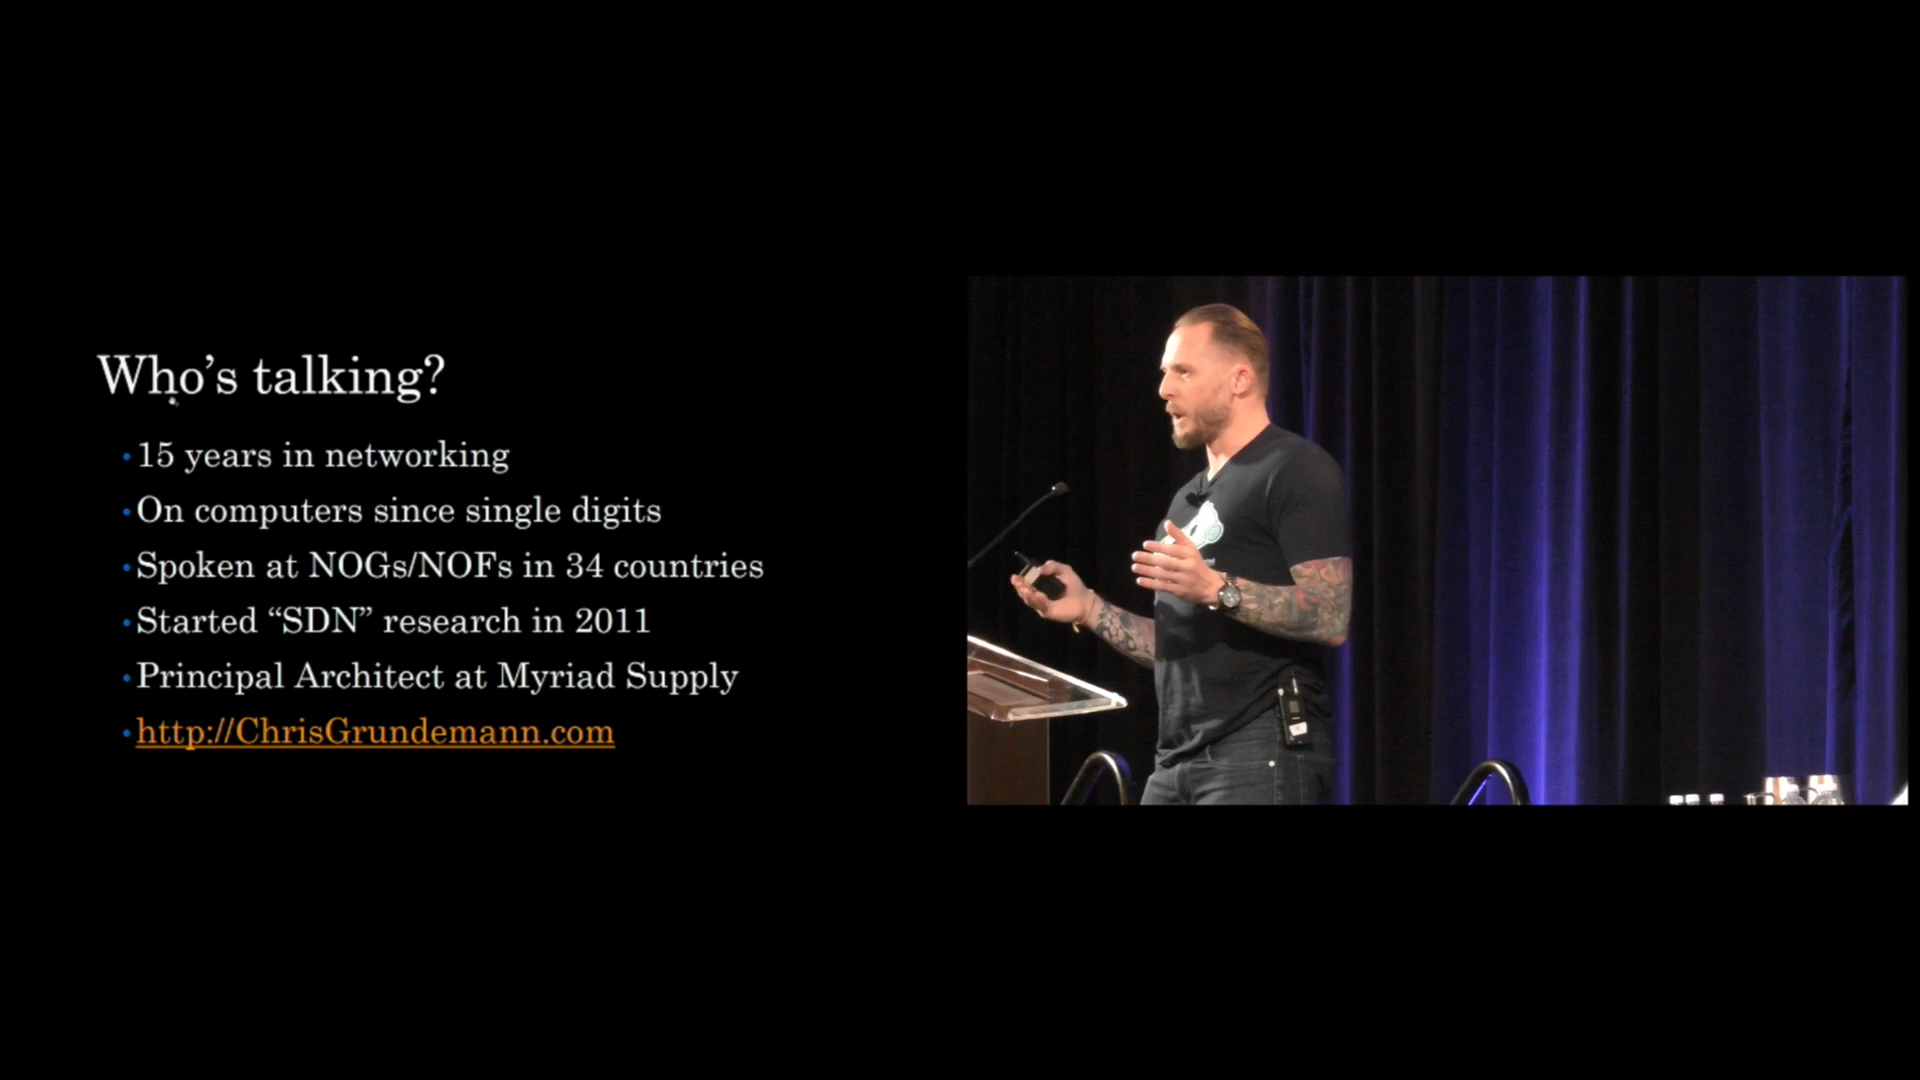 Who's talking?
15 years in networking
On computers since single digits
Spoken at NOGs/NOFs in 34 countries
Started “SDN” research in 2011
Principal Architect at Myriad Supply
http://ChrisGrundemann.com